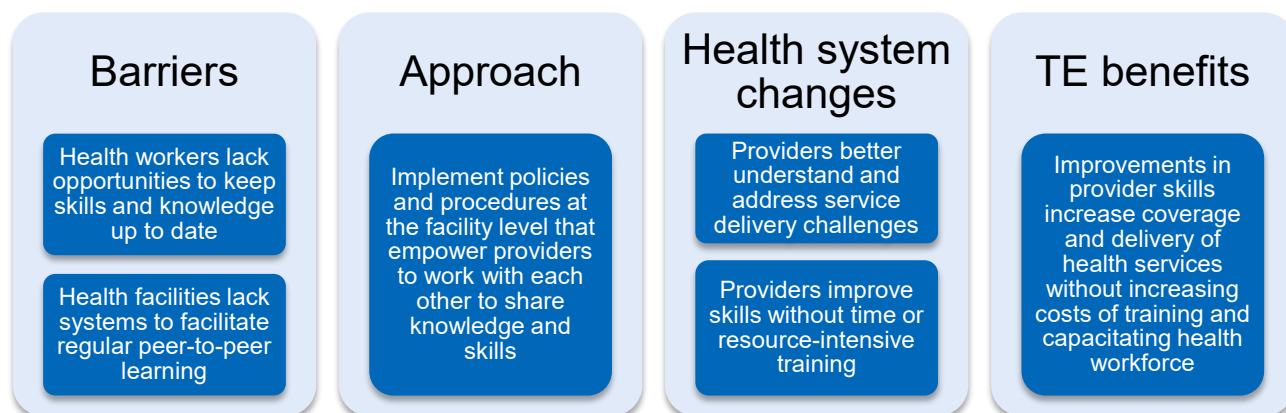 Barriers
Health workers lack
opportunities to keep
skills and knowledge
up to date
Health facilities lack
systems to facilitate
regular peer-to-peer
learning
Approach
Implement policies
and procedures at
the facility level that
empower providers
to work with each
other to share
knowledge and
skills
Health system
changes
Providers better
understand and
address service
delivery challenges
Providers improve
skills without time or
resource-intensive
training
TE benefits
Improvements in
provider skills
increase coverage
and delivery of
health services
without increasing
costs of training and
capacitating health
workforce